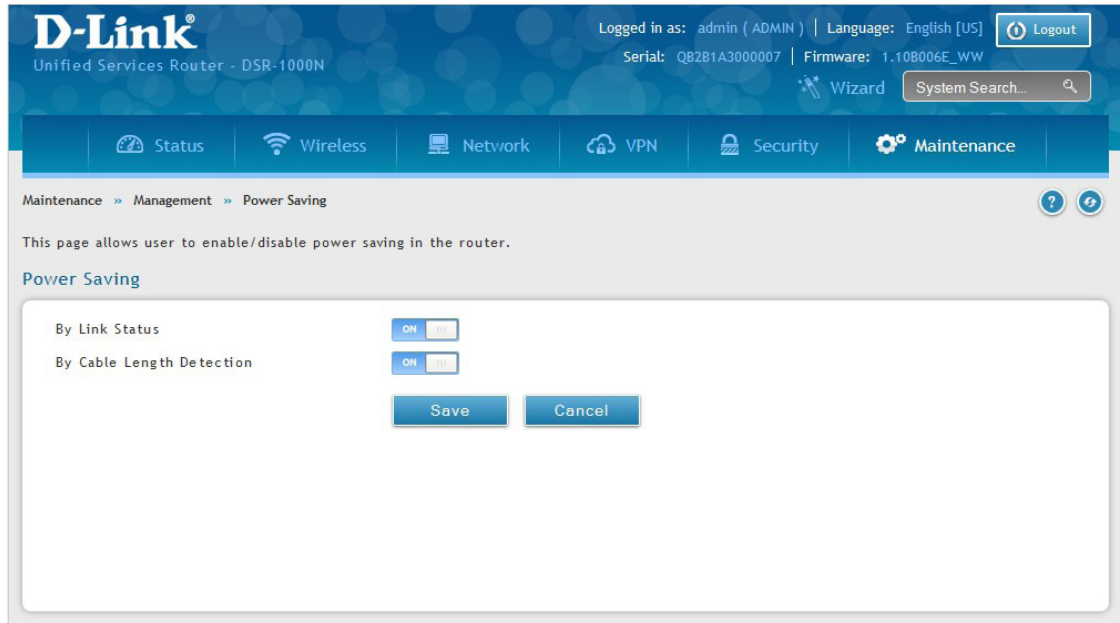 D-Link®
Unified Services Router - DSR-1000N
Logged in as: admin ( ADMIN ) | Language: English [US]
Logout
Serial: QB2B1A3000007 | Firmware: 1.10B006E_WW
Wizard
System Search...
Status
Wireless
Network
VPN
Security
Maintenance
Maintenance » Management » Power Saving
?
This page allows user to enable/disable power saving in the router.
Power Saving
By Link Status ON
By Cable Length Detection ON
Save Cancel